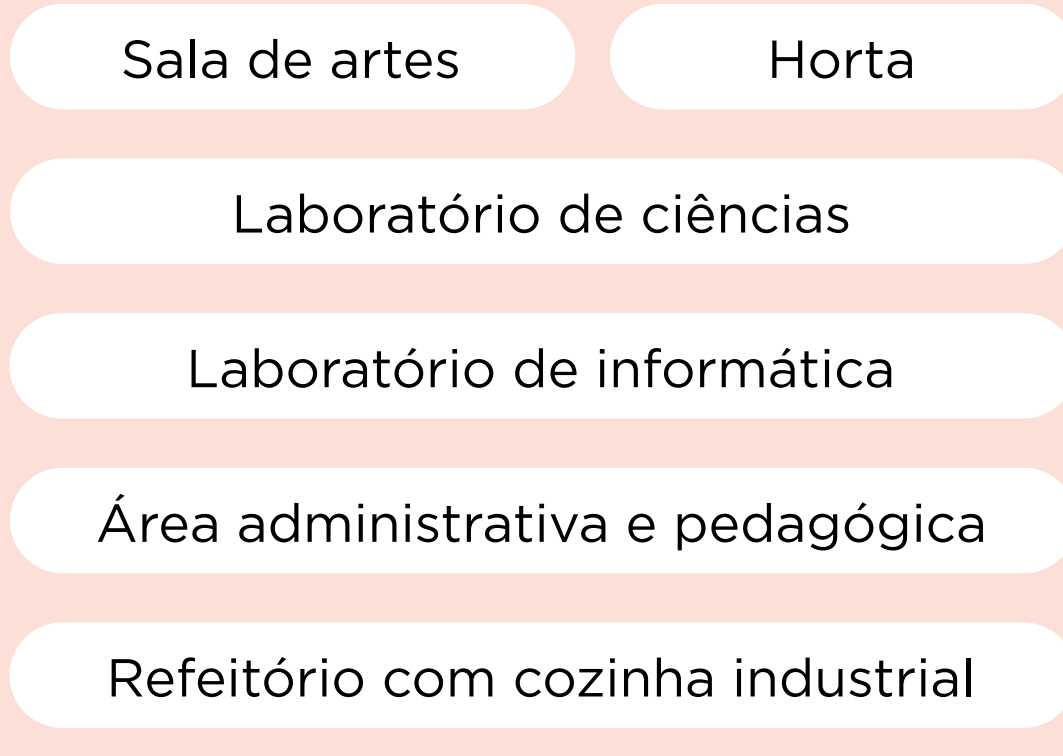 Sala de artes
Horta
Laboratório de ciências
Laboratório de informática
Área administrativa e pedagógica
Refeitório com cozinha industrial